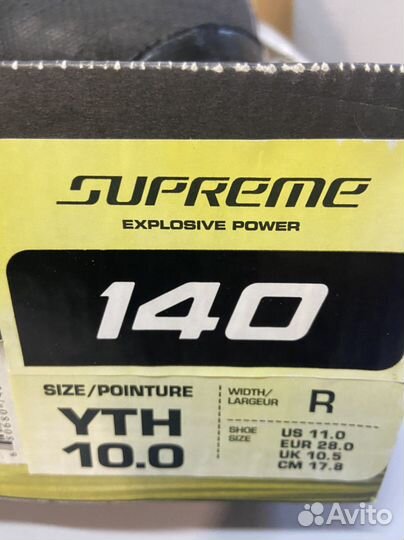 SUPREME
EXPLOSIVE POWER
140
SIZE/POINTURE
YTH
10.0
WIDTH/
LARGEUR
R
SHOE
SIZE
US 11.0
EUR 28.0
UK 10.5
CM 17.8
Avito